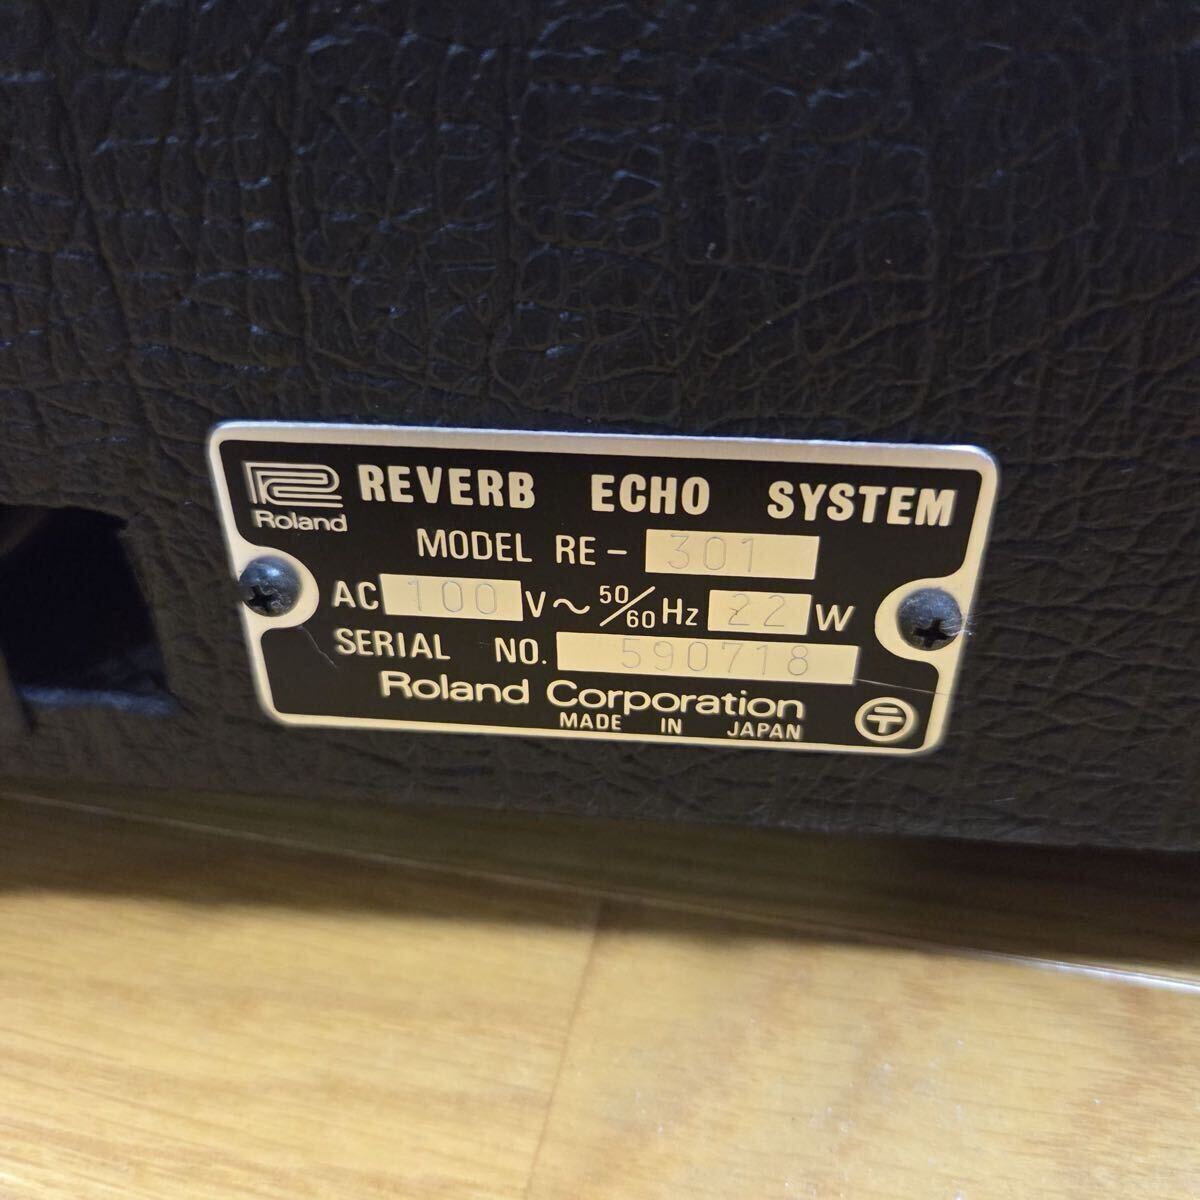 Roland REVERB ECHO SYSTEM
MODEL RE- 301
AC 100 V~ 50/60 Hz 22 W
SERIAL NO. 590718
Roland Corporation
MADE IN JAPAN